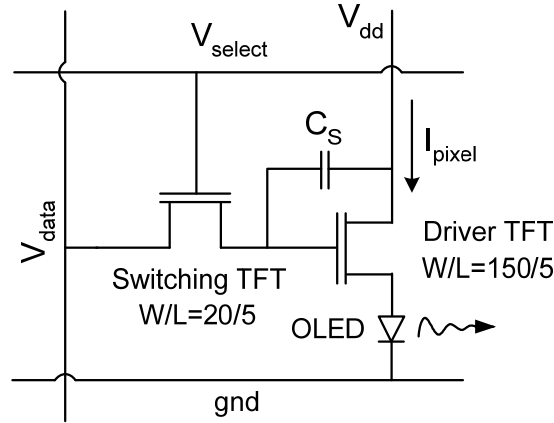 V_dd
V_select
C_S
I_pixel
V_data
Driver TFT
W/L=150/5
Switching TFT
W/L=20/5
OLED
gnd